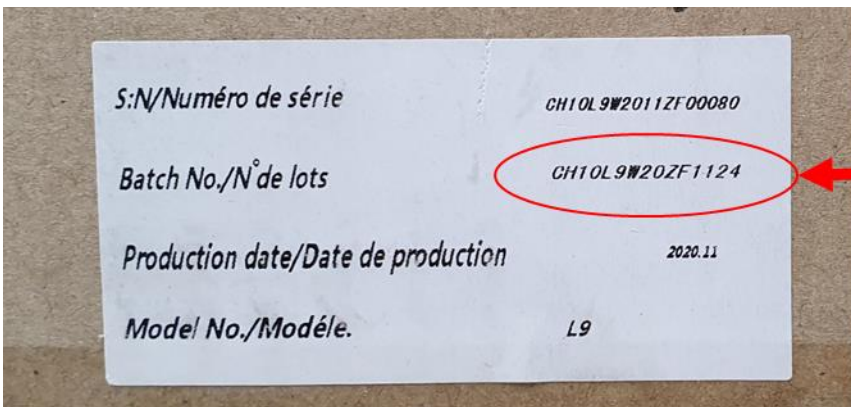 S:N/Numéro de série CH10L9W2011ZF00080
Batch No./N°de lots CH10L9W20ZF1124
Production date/Date de production 2020.11
Model No./Modéle. L9